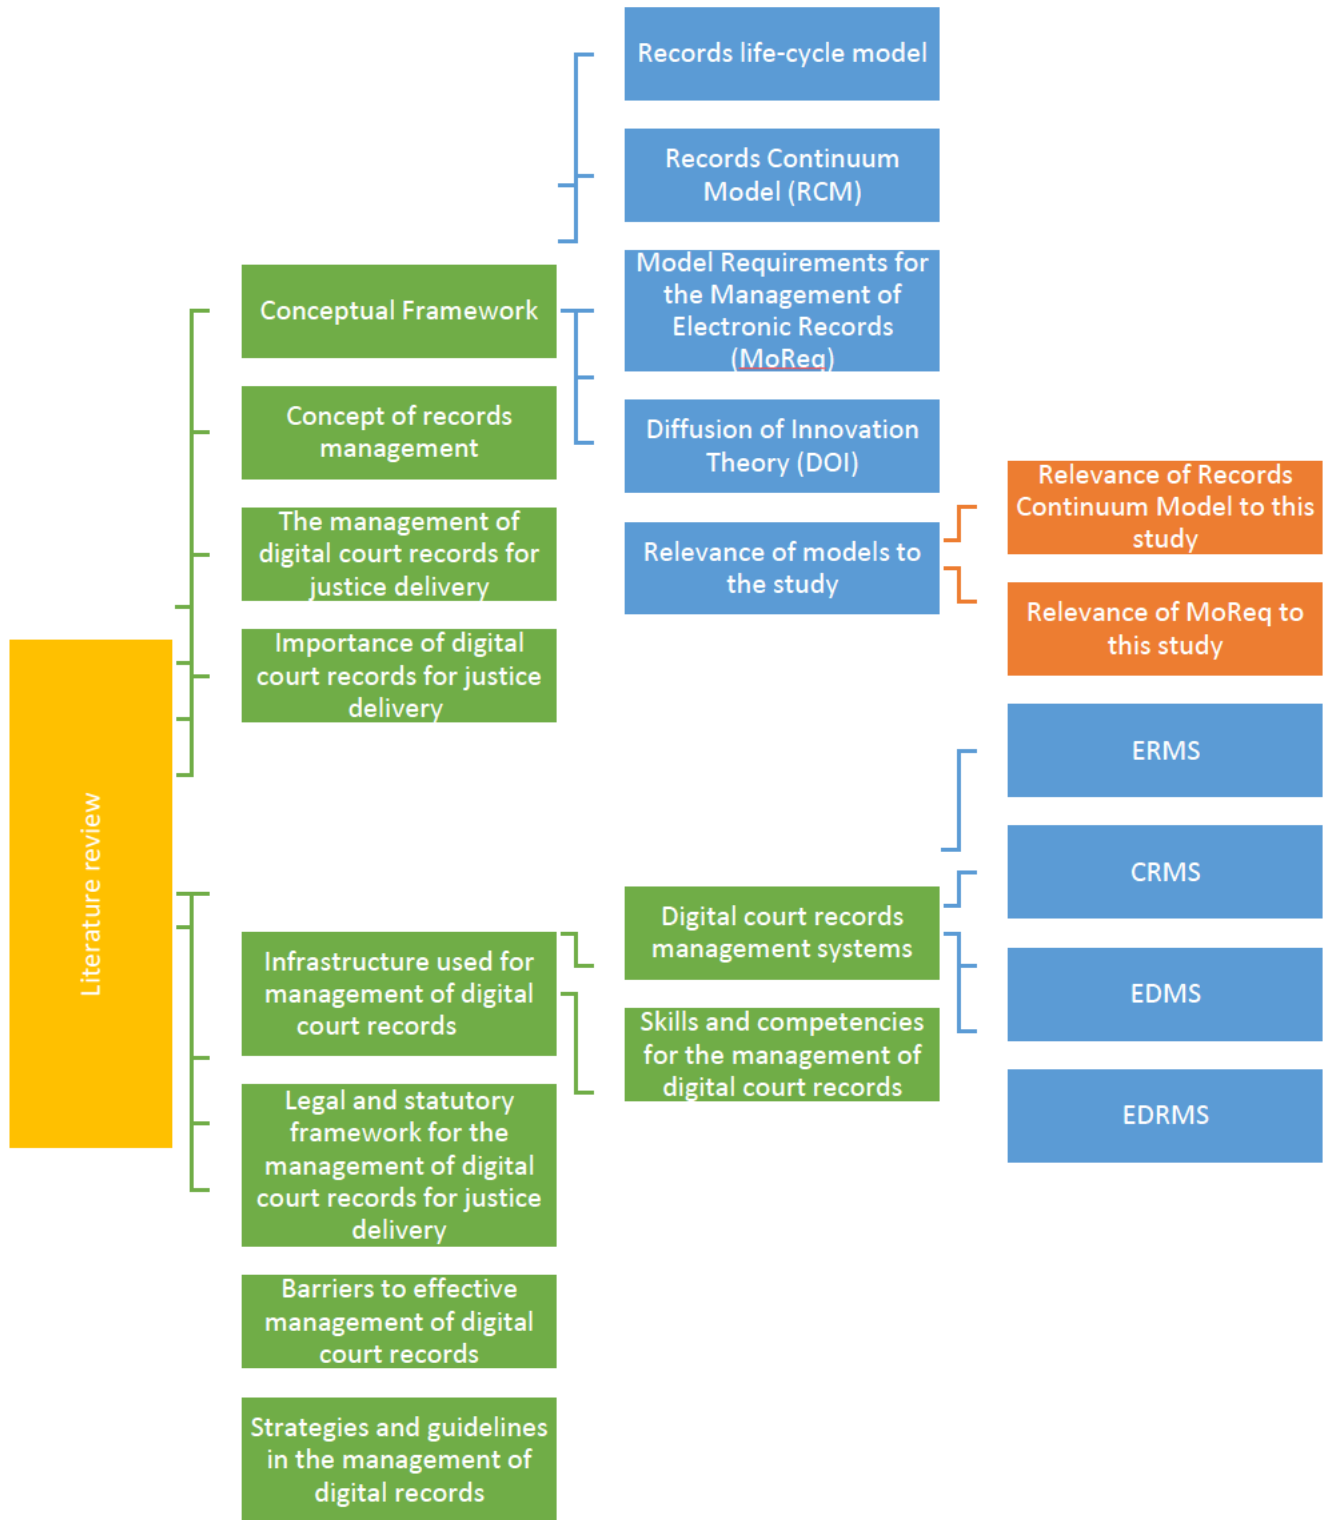 Literature review
Conceptual Framework
Concept of records
management
The management of
digital court records for
justice delivery
Importance of digital
court records for justice
delivery
Infrastructure used for
management of digital
court records
Legal and statutory
framework for the
management of digital
court records for justice
delivery
Barriers to effective
management of digital
court records
Strategies and guidelines
in the management of
digital records
Records life-cycle model
Records Continuum
Model (RCM)
Model Requirements for
the Management of
Electronic Records
(MoReq)
Diffusion of Innovation
Theory (DOI)
Relevance of models to
the study
Digital court records
management systems
Skills and competencies
for the management of
digital court records
Relevance of Records
Continuum Model to this
study
Relevance of MoReq to
this study
ERMS
CRMS
EDMS
EDRMS